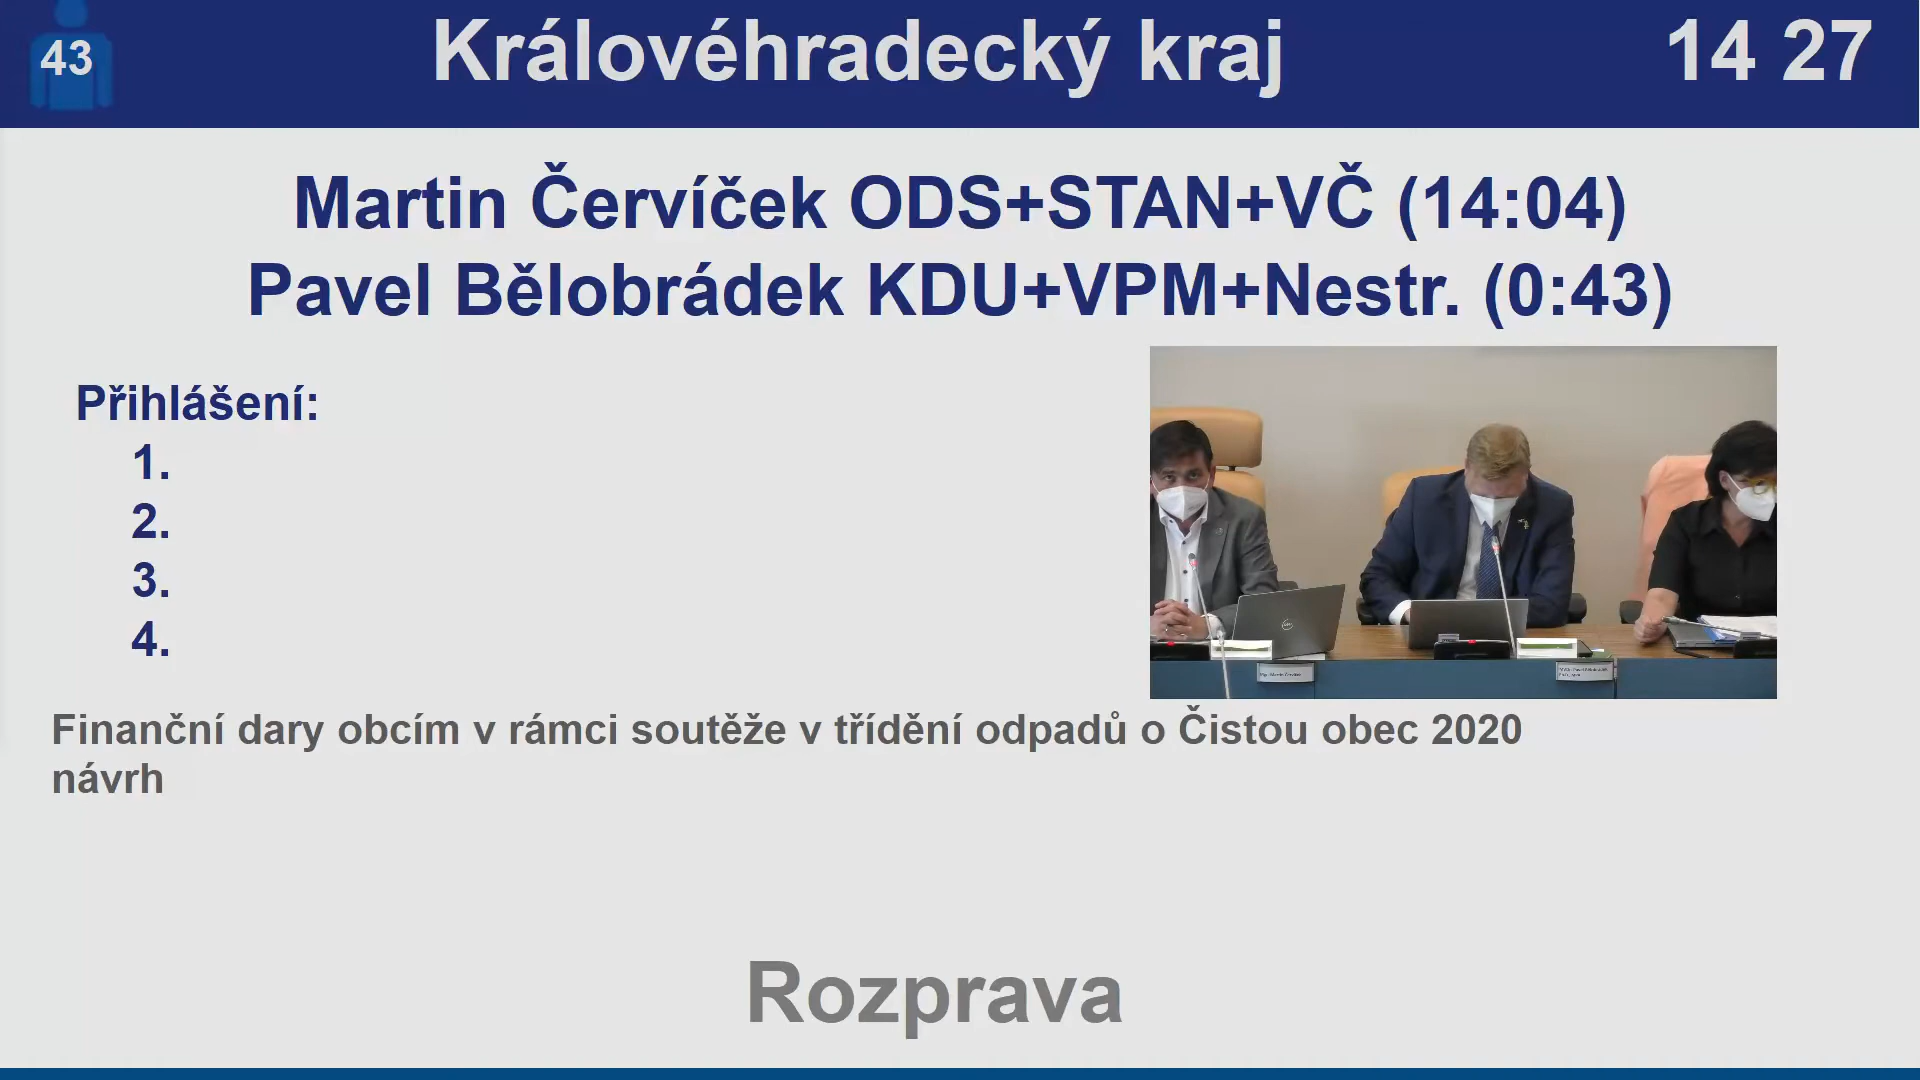 43
Královéhradecký kraj
14 27
Martin Červíček ODS+STAN+VČ (14:04)
Pavel Bělobrádek KDU+VPM+Nestr. (0:43)
Přihlášení:
1.
2.
3.
4.
Finanční dary obcím v rámci soutěže v třídění odpadů o Čistou obec 2020
návrh
Rozprava